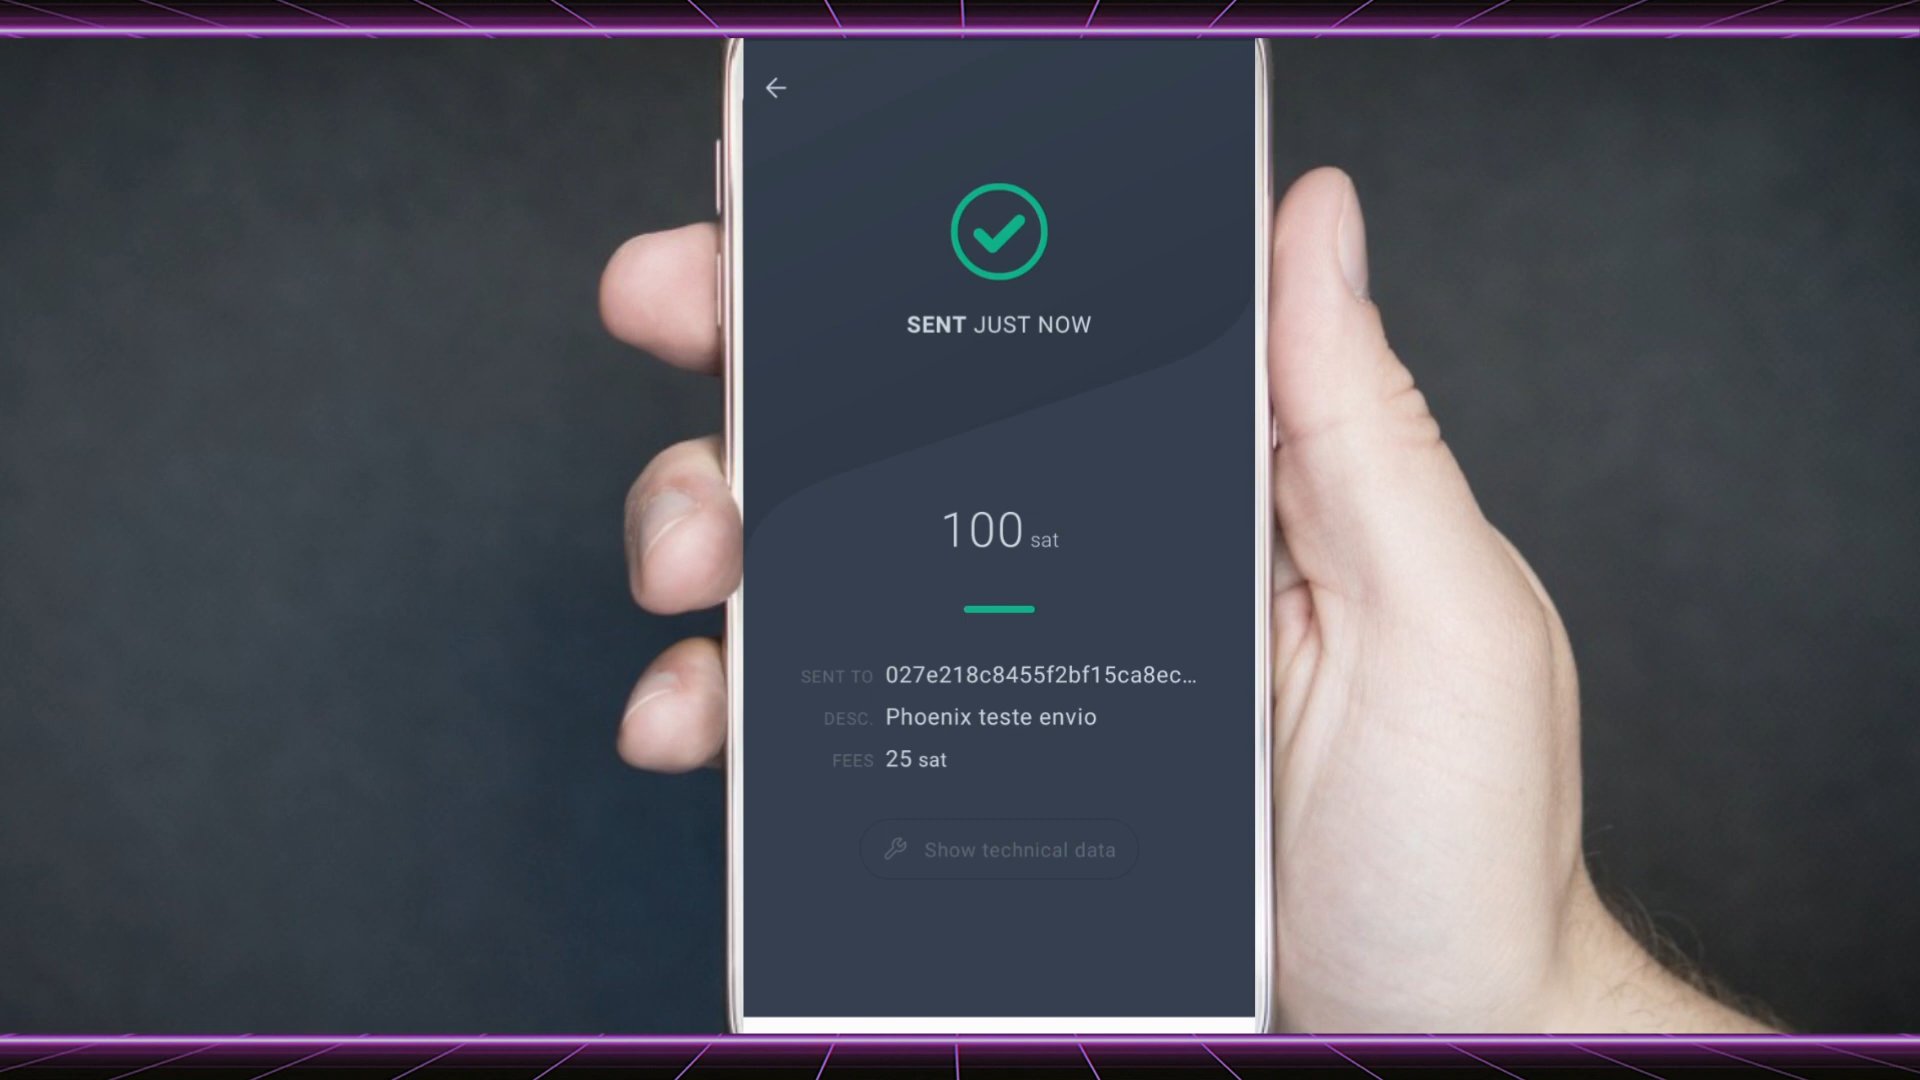 SENT JUST NOW
100 sat
SENT TO 027e218c8455f2bf15ca8ec...
DESC. Phoenix teste envio
FEES 25 sat
Show technical data